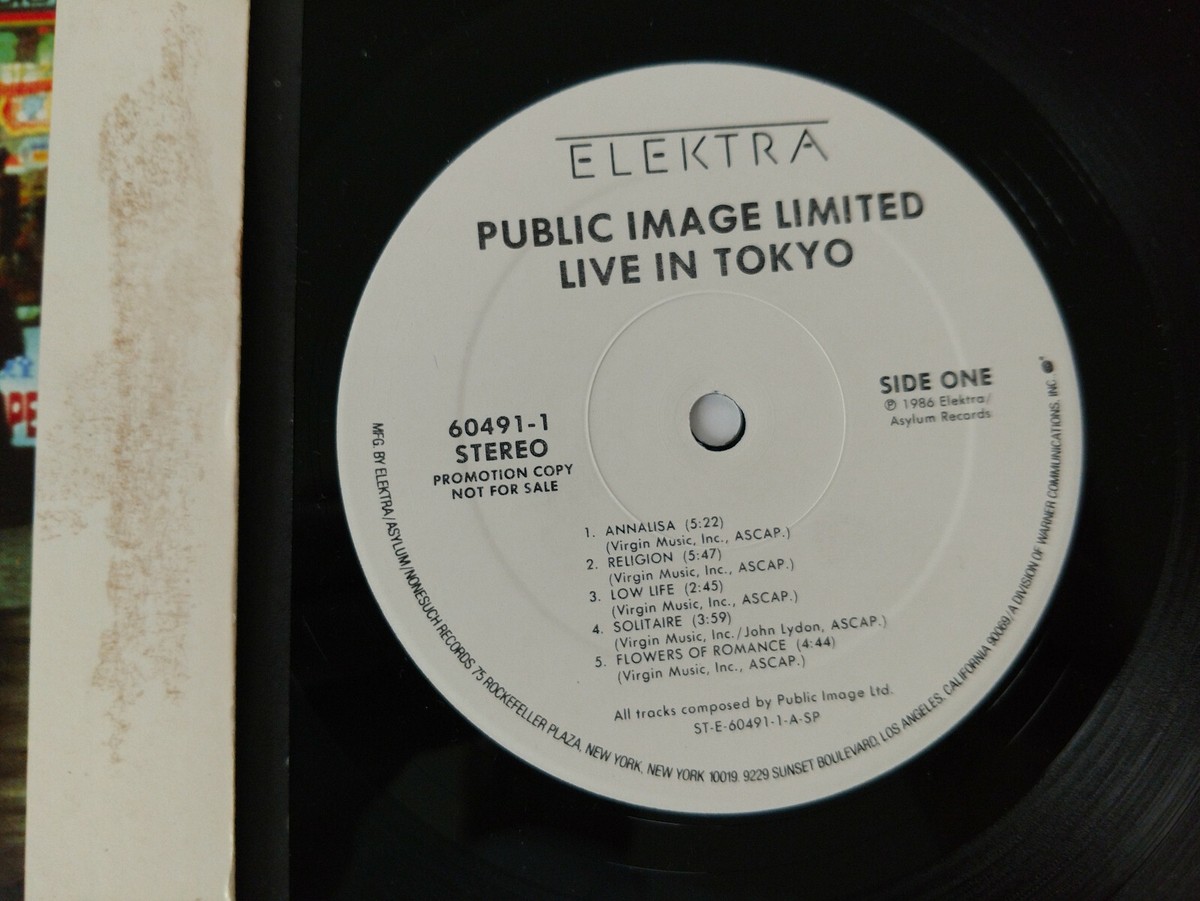 ELEKTRA
PUBLIC IMAGE LIMITED
LIVE IN TOKYO
SIDE ONE
℗ 1986 Elektra/
Asylum Records
60491-1
STEREO
PROMOTION COPY
NOT FOR SALE
1. ANNALISA (5:22)
(Virgin Music, Inc., ASCAP.)
2. RELIGION (5:47)
(Virgin Music, Inc., ASCAP.)
3. LOW LIFE (2:45)
(Virgin Music, Inc., ASCAP.)
4. SOLITAIRE (3:59)
(Virgin Music, Inc./John Lydon, ASCAP.)
5. FLOWERS OF ROMANCE (4:44)
(Virgin Music, Inc., ASCAP.)
All tracks composed by Public Image Ltd.
ST-E-60491-1-A-SP
MFG. BY ELEKTRA/ASYLUM/NONESUCH RECORDS 75 ROCKEFELLER PLAZA, NEW YORK, NEW YORK 10019. 9229 SUNSET BOULEVARD, LOS ANGELES, CALIFORNIA 90069/A DIVISION OF WARNER COMMUNICATIONS, INC.